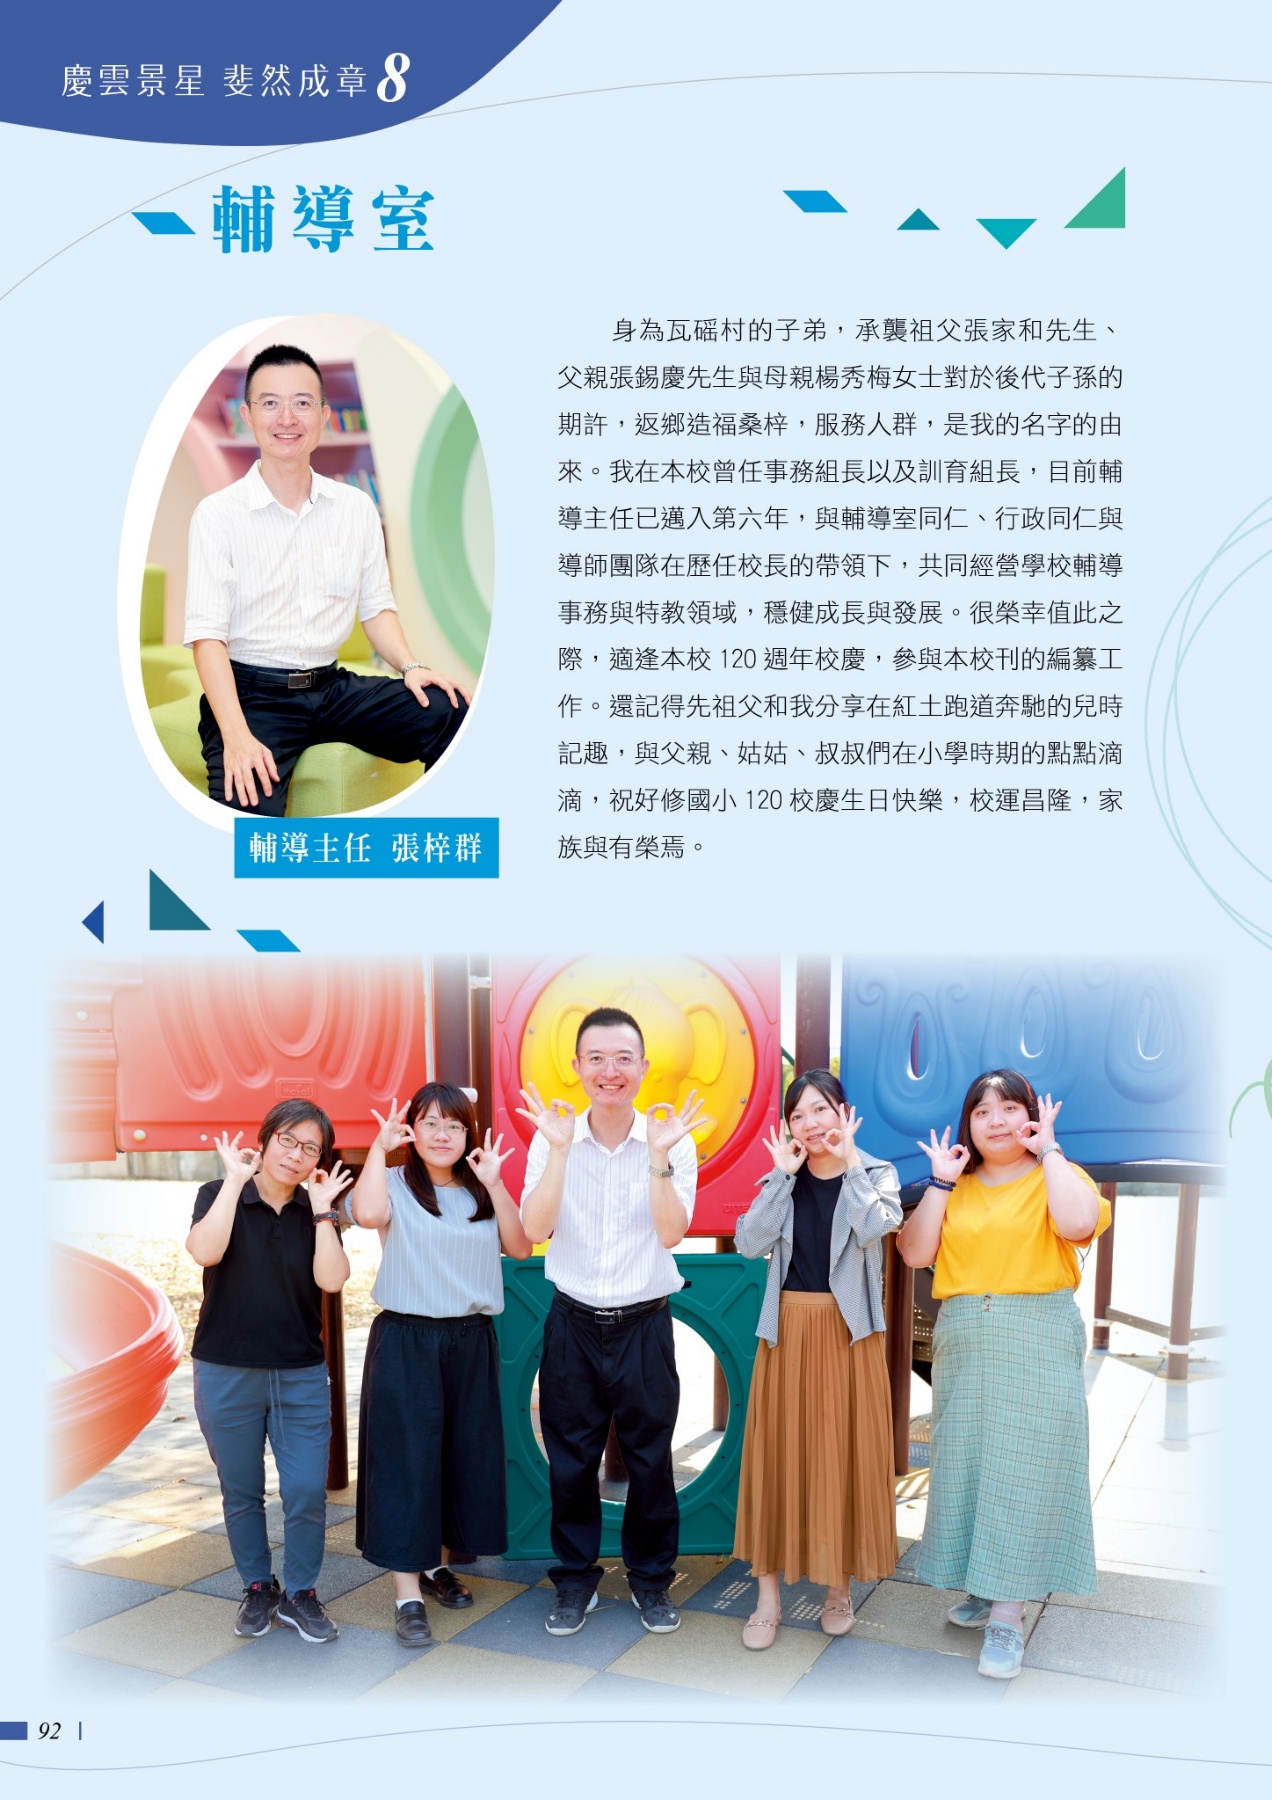 慶雲景星 斐然成章8
輔導室
身為瓦磘村的子弟，承襲祖父張家和先生、
父親張錫慶先生與母親楊秀梅女士對於後代子孫的
期許，返鄉造福桑梓，服務人群，是我的名字的由
來。我在本校曾任事務組長以及訓育組長，目前輔
導主任已邁入第六年，與輔導室同仁、行政同仁與
導師團隊在歷任校長的帶領下，共同經營學校輔導
事務與特教領域，穩健成長與發展。很榮幸值此之
際，適逢本校 120 週年校慶，參與本校刊的編纂工
作。還記得先祖父和我分享在紅土跑道奔馳的兒時
記趣，與父親、姑姑、叔叔們在小學時期的點點滴
滴，祝好修國小 120 校慶生日快樂，校運昌隆，家
族與有榮焉。
輔導主任 張梓群
92